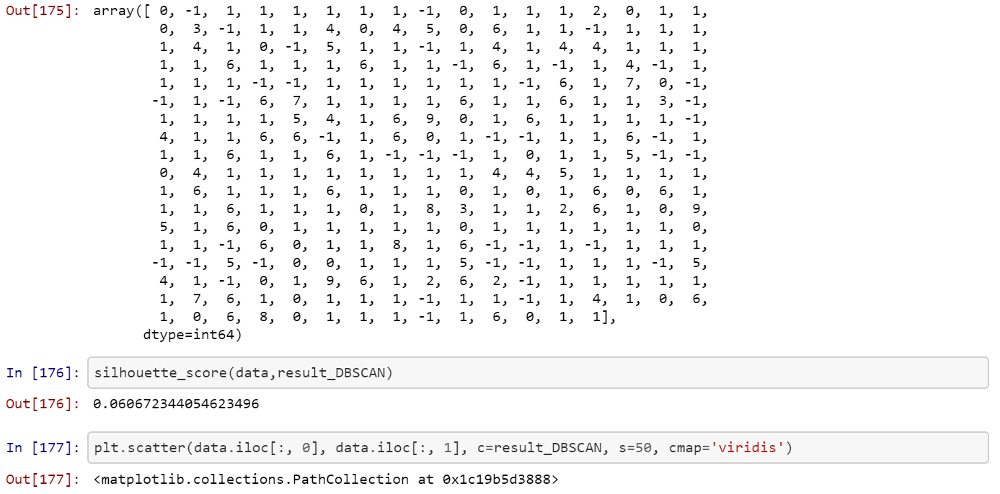 Out[175]: array([ 0, -1, 1, 1, 1, 1, 1, 1, -1, 0, 1, 1, 1, 2, 0, 1, 1,
0, 3, -1, 1, 1, 4, 0, 4, 5, 0, 6, 1, 1, -1, 1, 1, 1,
1, 4, 1, 0, -1, 5, 1, 1, -1, 1, 4, 1, 4, 4, 1, 1, 1,
1, 1, 6, 1, 1, 1, 6, 1, 1, -1, 6, 1, -1, 1, 4, -1, 1,
1, 1, 1, -1, -1, 1, 1, 1, 1, 1, 1, -1, 6, 1, 7, 0, -1,
-1, 1, -1, 6, 7, 1, 1, 1, 1, 6, 1, 1, 6, 1, 1, 3, -1,
1, 1, 1, 1, 5, 4, 1, 6, 9, 0, 1, 6, 1, 1, 1, 1, -1,
4, 1, 1, 6, 6, -1, 1, 6, 0, 1, -1, -1, 1, 1, 6, -1, 1,
1, 1, 6, 1, 1, 6, 1, -1, -1, -1, 1, 0, 1, 1, 5, -1, -1,
0, 4, 1, 1, 1, 1, 1, 1, 1, 1, 4, 4, 5, 1, 1, 1, 1,
1, 6, 1, 1, 1, 6, 1, 1, 1, 0, 1, 0, 1, 6, 0, 6, 1,
1, 1, 6, 1, 1, 1, 0, 1, 8, 3, 1, 1, 2, 6, 1, 0, 9,
5, 1, 6, 0, 1, 1, 1, 1, 1, 0, 1, 1, 1, 1, 1, 1, 0,
1, 1, -1, 6, 0, 1, 1, 8, 1, 6, -1, -1, 1, -1, 1, 1, 1,
-1, -1, 5, -1, 0, 0, 1, 1, 1, 5, -1, -1, 1, 1, 1, -1, 5,
4, 1, -1, 0, 1, 9, 6, 1, 2, 6, 2, -1, 1, 1, 1, 1, 1,
1, 7, 6, 1, 0, 1, 1, 1, -1, 1, 1, -1, 1, 4, 1, 0, 6,
1, 0, 6, 8, 0, 1, 1, 1, -1, 1, 6, 0, 1, 1],
dtype=int64)
In [176]: silhouette_score(data,result_DBSCAN)
Out[176]: 0.060672344054623496
In [177]: plt.scatter(data.iloc[:, 0], data.iloc[:, 1], c=result_DBSCAN, s=50, cmap='viridis')
Out[177]: <matplotlib.collections.PathCollection at 0x1c19b5d3888>